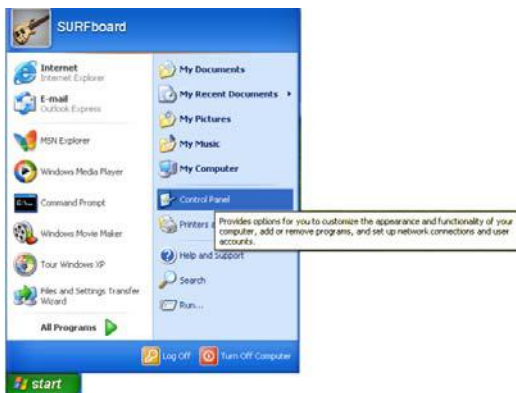 SURFboard
Internet
Internet Explorer
E-mail
Outlook Express
MSN Explorer
Windows Media Player
Command Prompt
Windows Movie Maker
Tour Windows XP
Files and Settings Transfer
Wizard
All Programs
My Documents
My Recent Documents
My Pictures
My Music
My Computer
Control Panel
Printers
Provides options for you to customize the appearance and functionality of your
computer, add or remove programs, and set up network connections and user
accounts.
Help and Support
Search
Run...
Log Off
Turn Off Computer
start